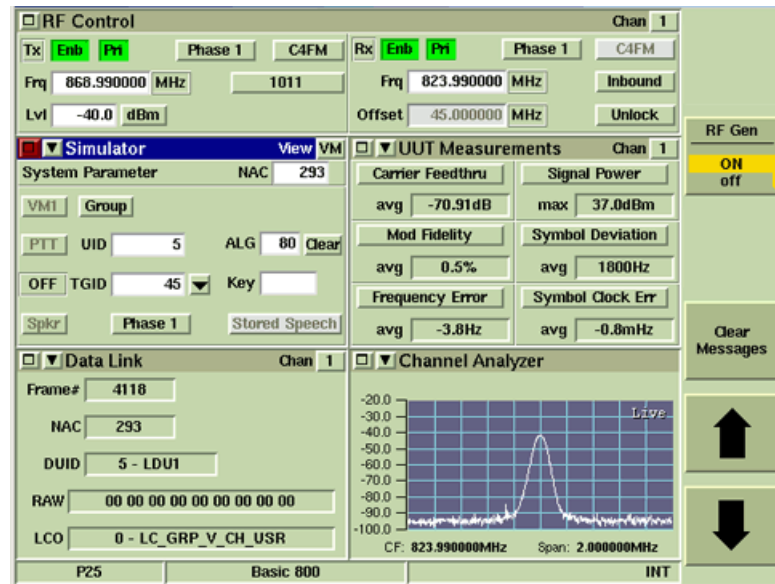 RF Control Chan 1
Tx Enb Pri Phase 1 C4FM Rx Enb Pri Phase 1 C4FM
Frq 868.990000 MHz 1011 Frq 823.990000 MHz Inbound
Lvl -40.0 dBm Offset 45.000000 MHz Unlock
RF Gen
ON
off
Simulator View VM
System Parameter NAC 293
VM1 Group
PTT UID 5 ALG 80 Clear
OFF TGID 45 Key
Spkr Phase 1 Stored Speech
UUT Measurements Chan 1
Carrier Feedthru Signal Power
avg -70.91dB max 37.0dBm
Mod Fidelity Symbol Deviation
avg 0.5% avg 1800Hz
Frequency Error Symbol Clock Err
avg -3.8Hz avg -0.8mHz
Clear
Messages
Data Link Chan 1
Frame# 4118
NAC 293
DUID 5 - LDU1
RAW 00 00 00 00 00 00 00 00 00
LCO 0 - LC_GRP_V_CH_USR
Channel Analyzer
Live
-20.0
-30.0
-40.0
-50.0
-60.0
-70.0
-80.0
-90.0
-100.0
CF: 823.990000MHz Span: 2.000000MHz
P25 Basic 800 INT